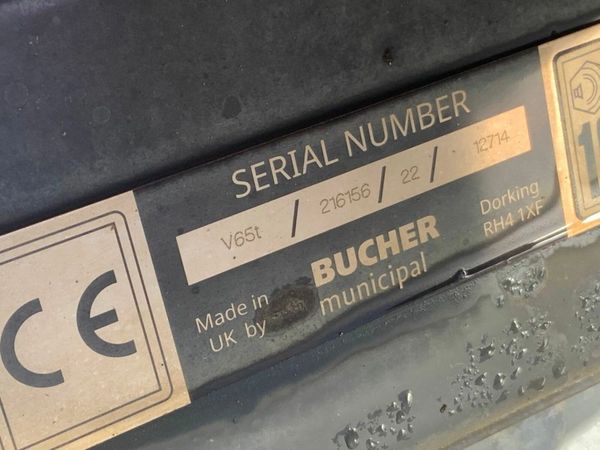 SERIAL NUMBER
V65t / 216156 / 22 / 12714
CE
Made in
UK by
BUCHER
municipal
Dorking
RH4 1XF